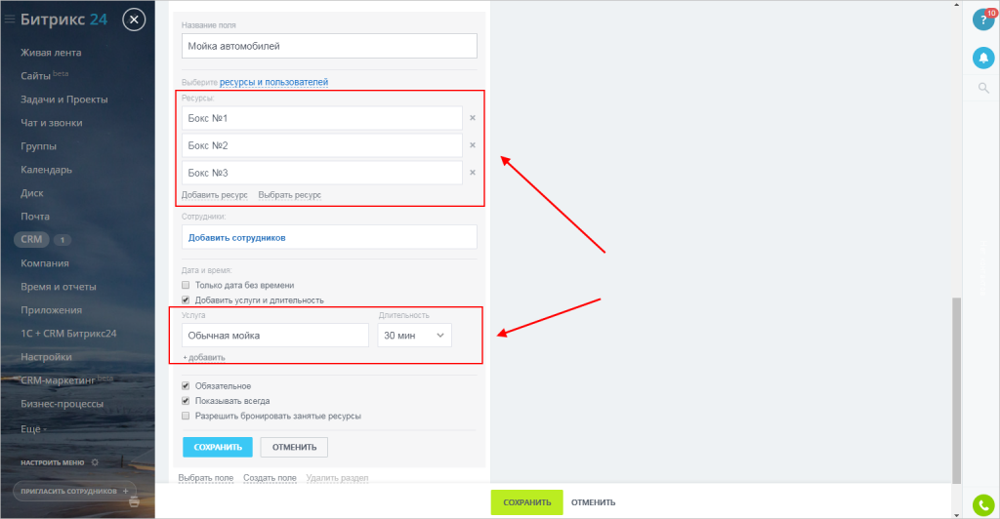 Битрикс 24
Живая лента
Сайты beta
Задачи и Проекты
Чат и звонки
Группы
Календарь
Диск
Почта
CRM 1
Компания
Время и отчеты
Приложения
1С + CRM Битрикс24
Настройки
CRM-маркетинг beta
Бизнес-процессы
Ещё -
НАСТРОИТЬ МЕНЮ
ПРИГЛАСИТЬ СОТРУДНИКОВ +
Название поля
Мойка автомобилей
Выберите ресурсы и пользователей
Ресурсы:
Бокс №1
Бокс №2
Бокс №3
Добавить ресурс Выбрать ресурс
Сотрудники:
Добавить сотрудников
Дата и время:
Только дата без времени
Добавить услуги и длительность
Услуга Длительность
Обычная мойка 30 мин
+ добавить
Обязательное
Показывать всегда
Разрешить бронировать занятые ресурсы
СОХРАНИТЬ ОТМЕНИТЬ
Выбрать поле Создать поле Удалить раздел
СОХРАНИТЬ ОТМЕНИТЬ
? 10